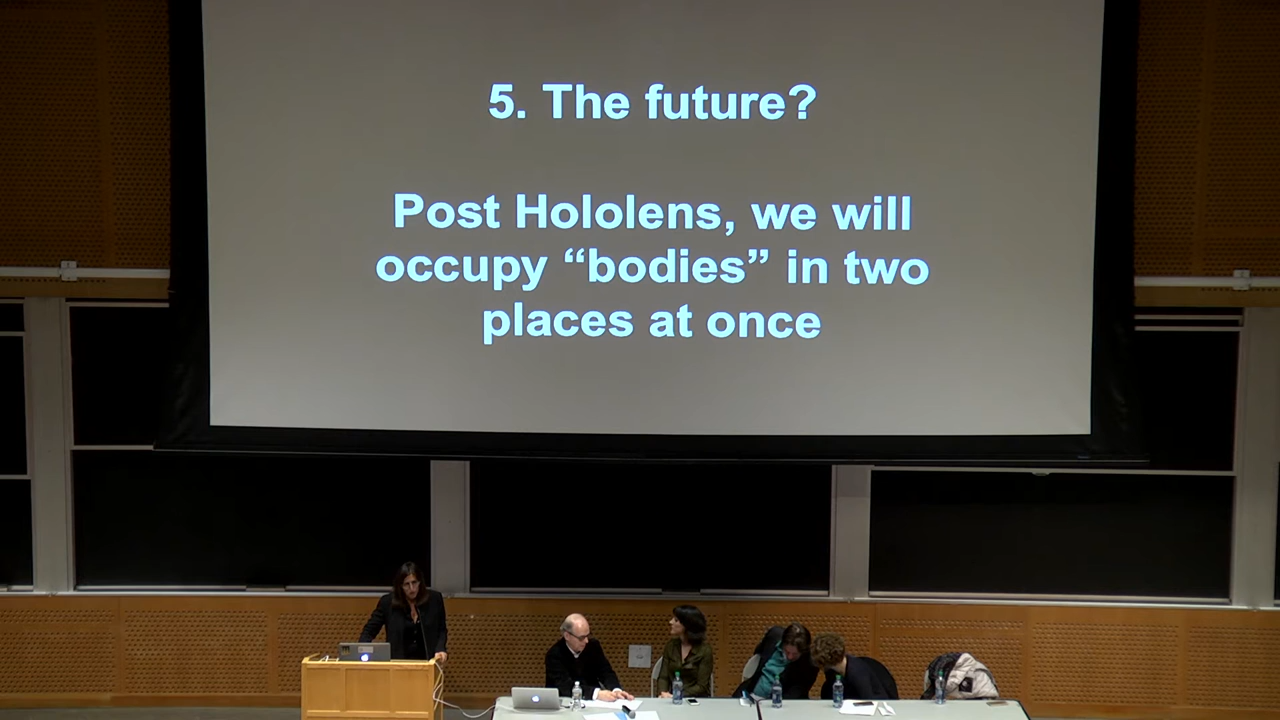 5. The future?
Post Hololens, we will
occupy “bodies” in two
places at once